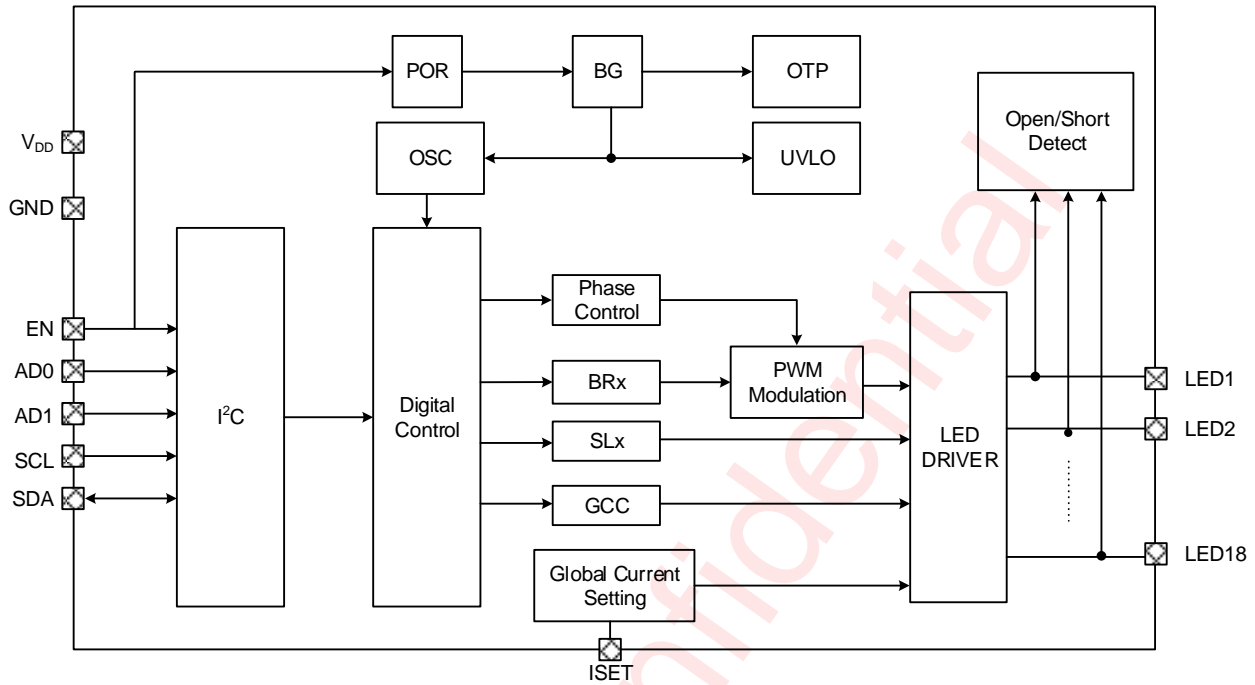 POR
BG
OTP
Open/Short
Detect
VDD
OSC
UVLO
GND
Phase
Control
EN
AD0
PWM
Modulation
LED1
BRx
AD1
I²C
Digital
Control
LED2
SLx
LED
DRIVER
SCL
SDA
GCC
LED18
Global Current
Setting
ISET
nfidential